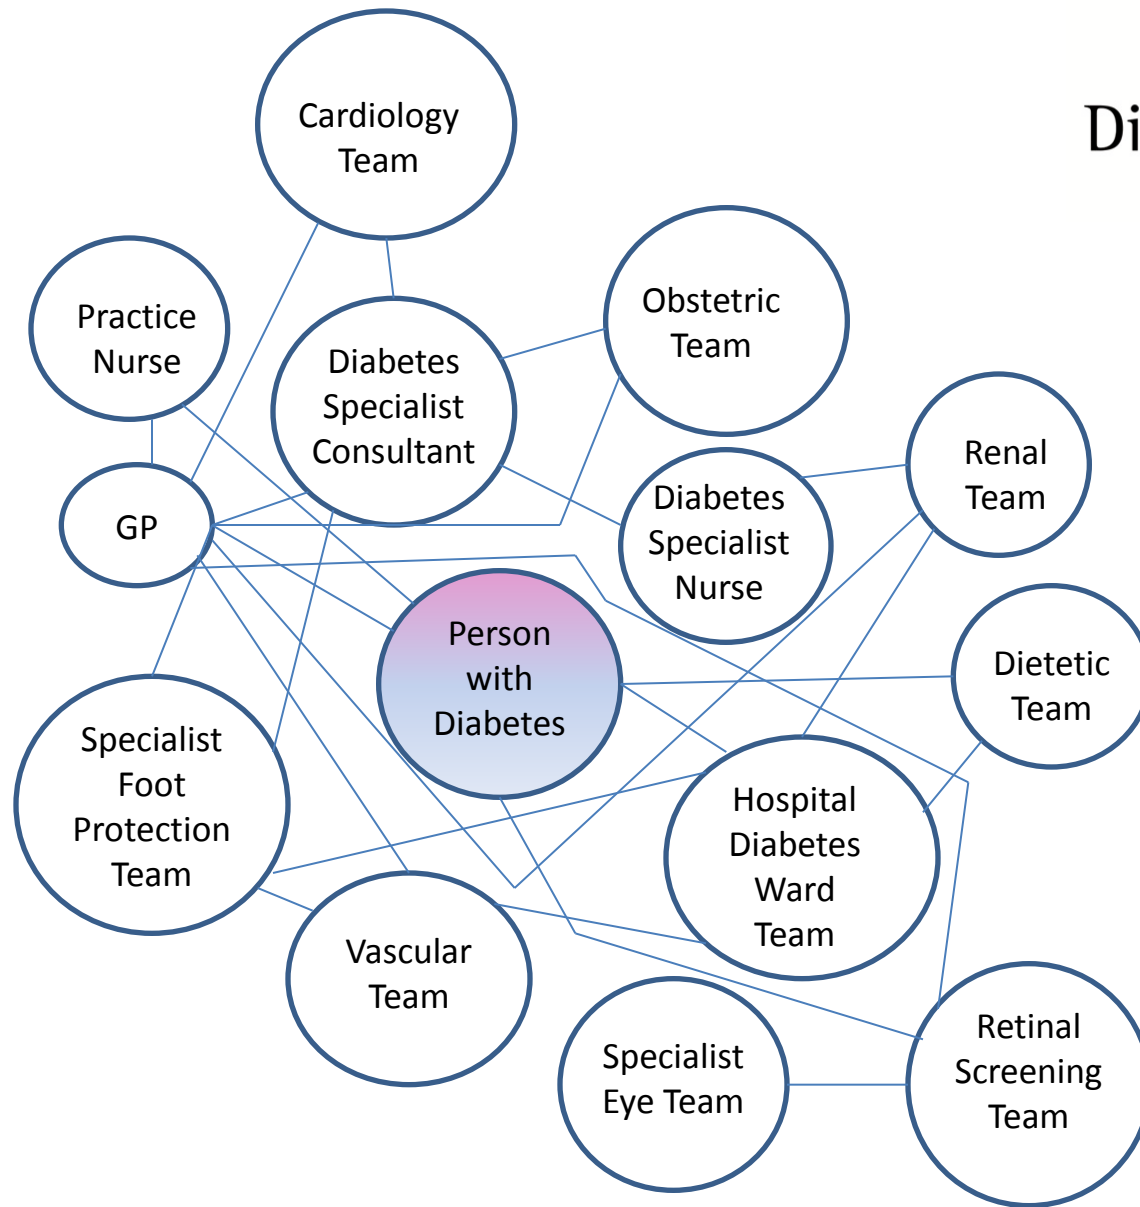 Cardiology
Team
Di
Practice
Nurse
Diabetes
Specialist
Consultant
Obstetric
Team
GP
Diabetes
Specialist
Nurse
Renal
Team
Person
with
Diabetes
Dietetic
Team
Specialist
Foot
Protection
Team
Hospital
Diabetes
Ward
Team
Vascular
Team
Specialist
Eye Team
Retinal
Screening
Team